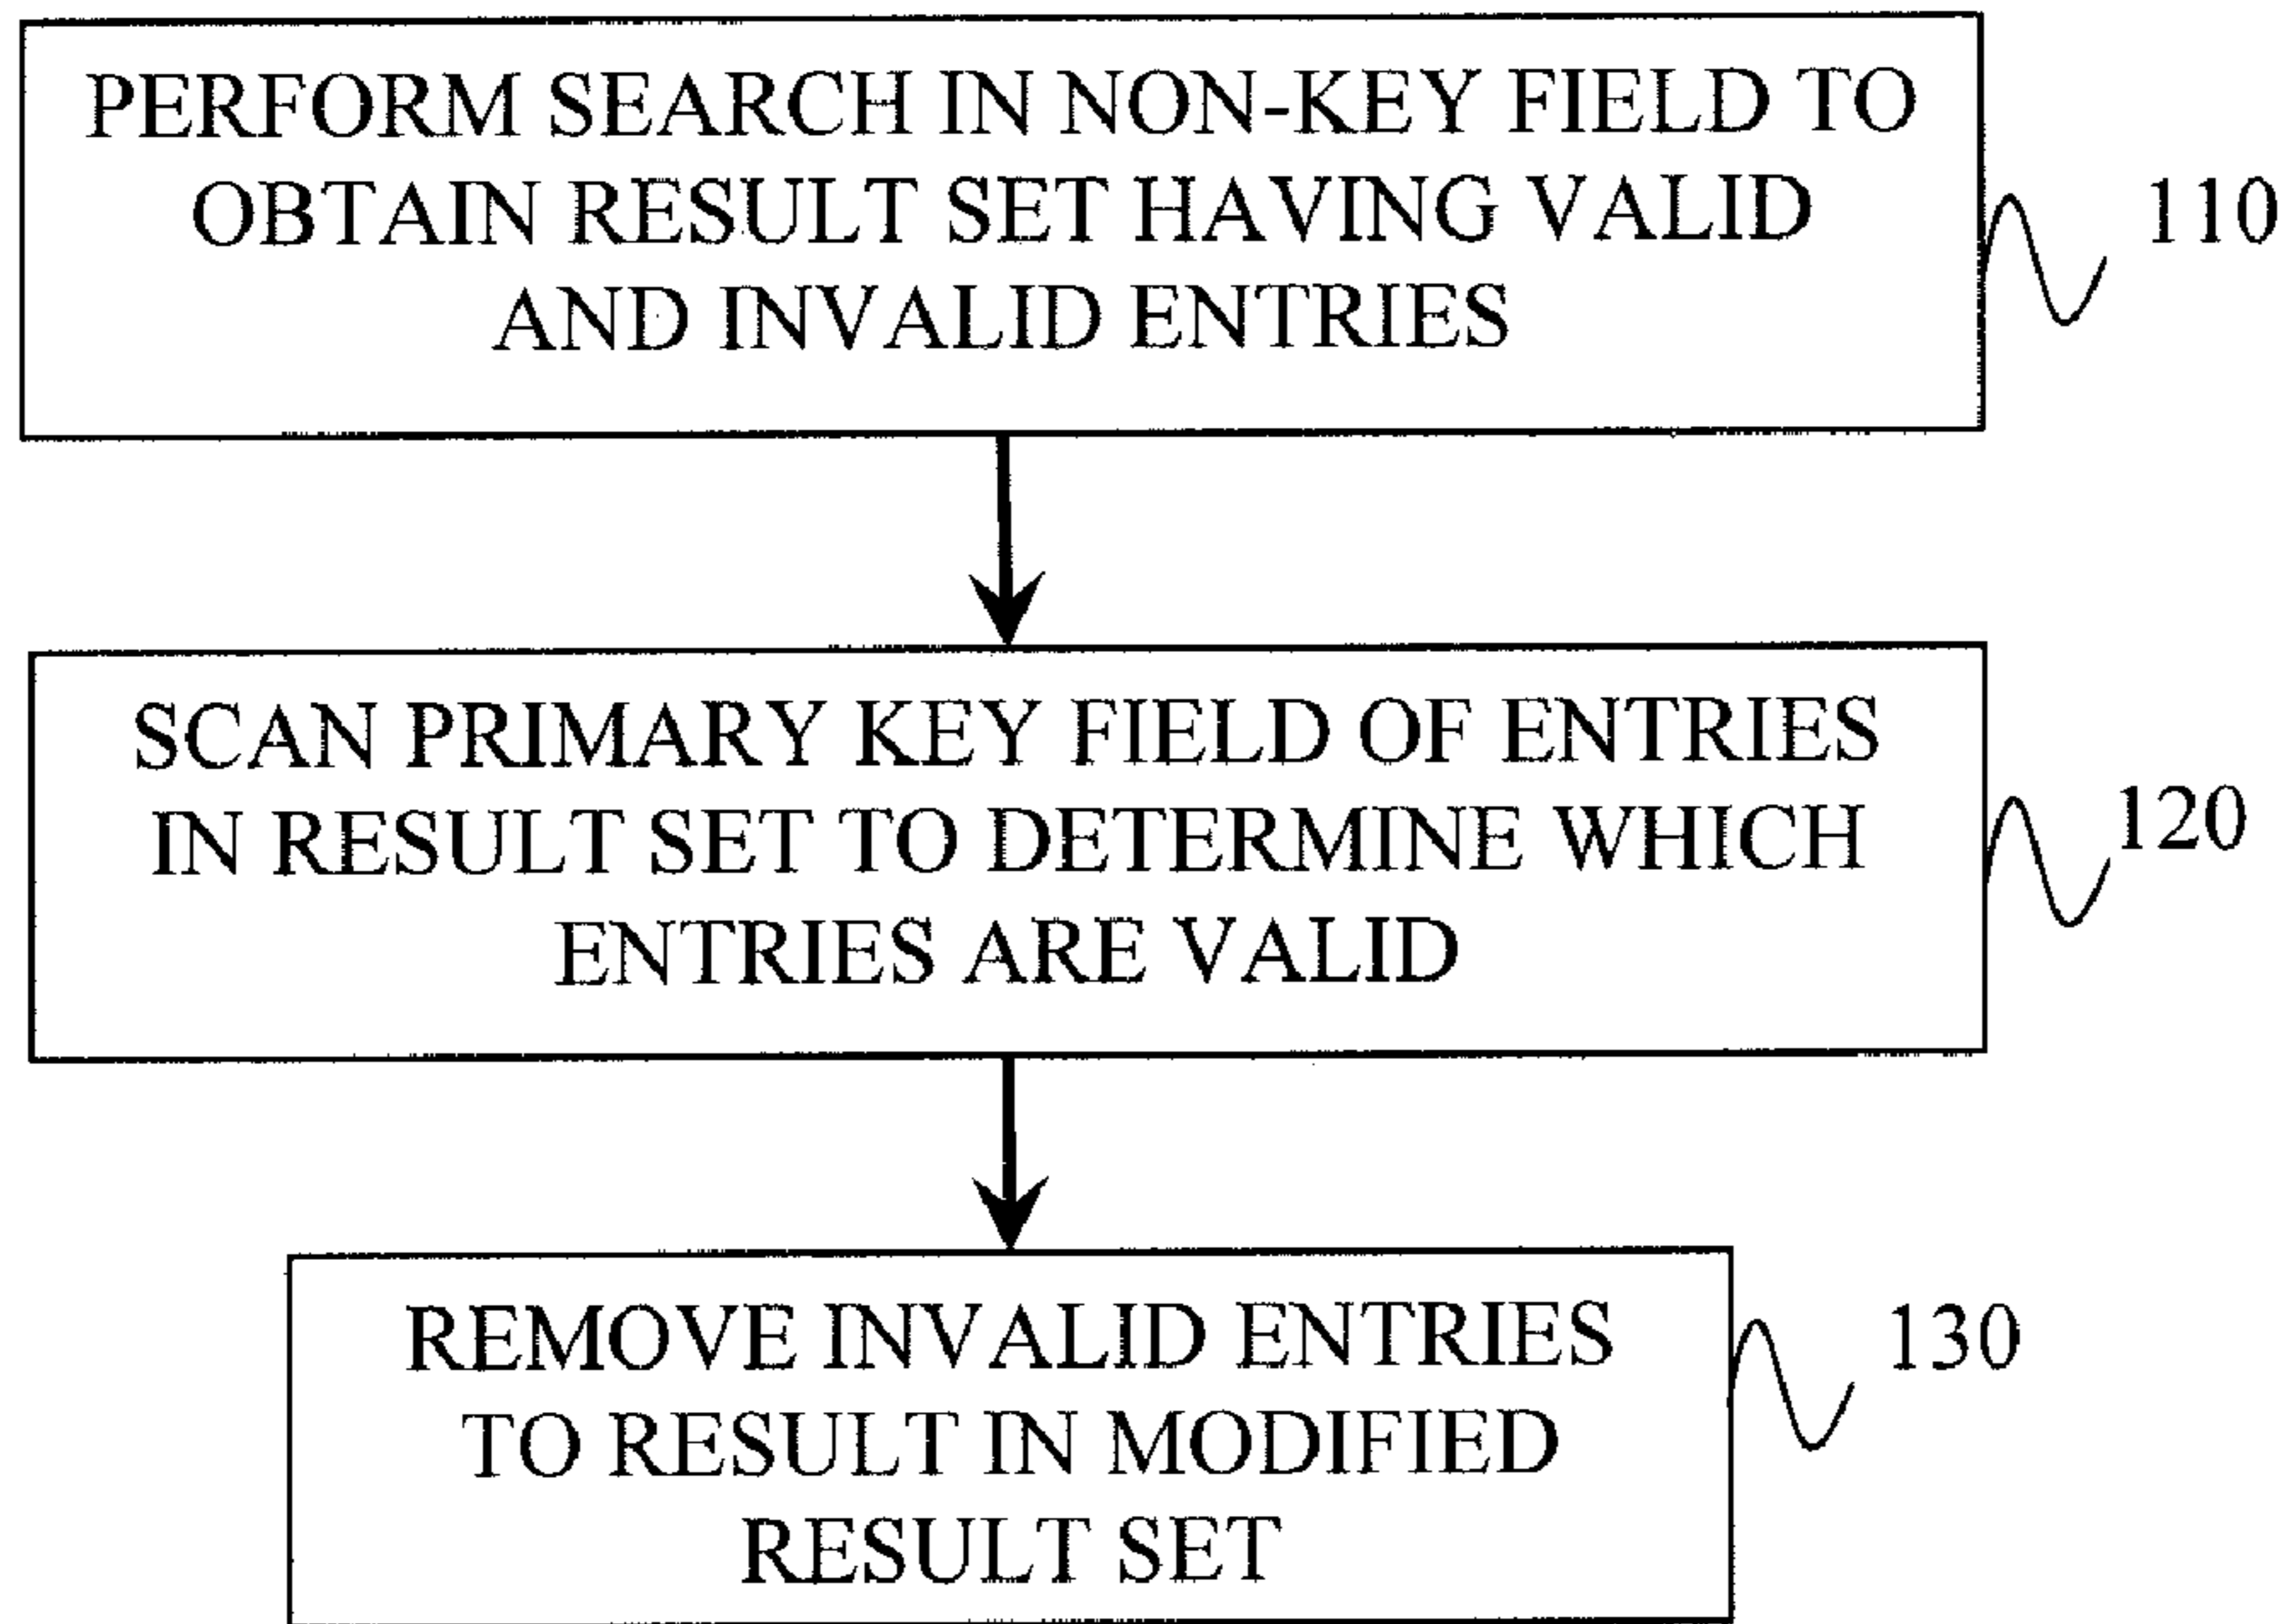 PERFORM SEARCH IN NON-KEY FIELD TO
OBTAIN RESULT SET HAVING VALID
AND INVALID ENTRIES
110
SCAN PRIMARY KEY FIELD OF ENTRIES
IN RESULT SET TO DETERMINE WHICH
ENTRIES ARE VALID
120
REMOVE INVALID ENTRIES
TO RESULT IN MODIFIED
RESULT SET
130